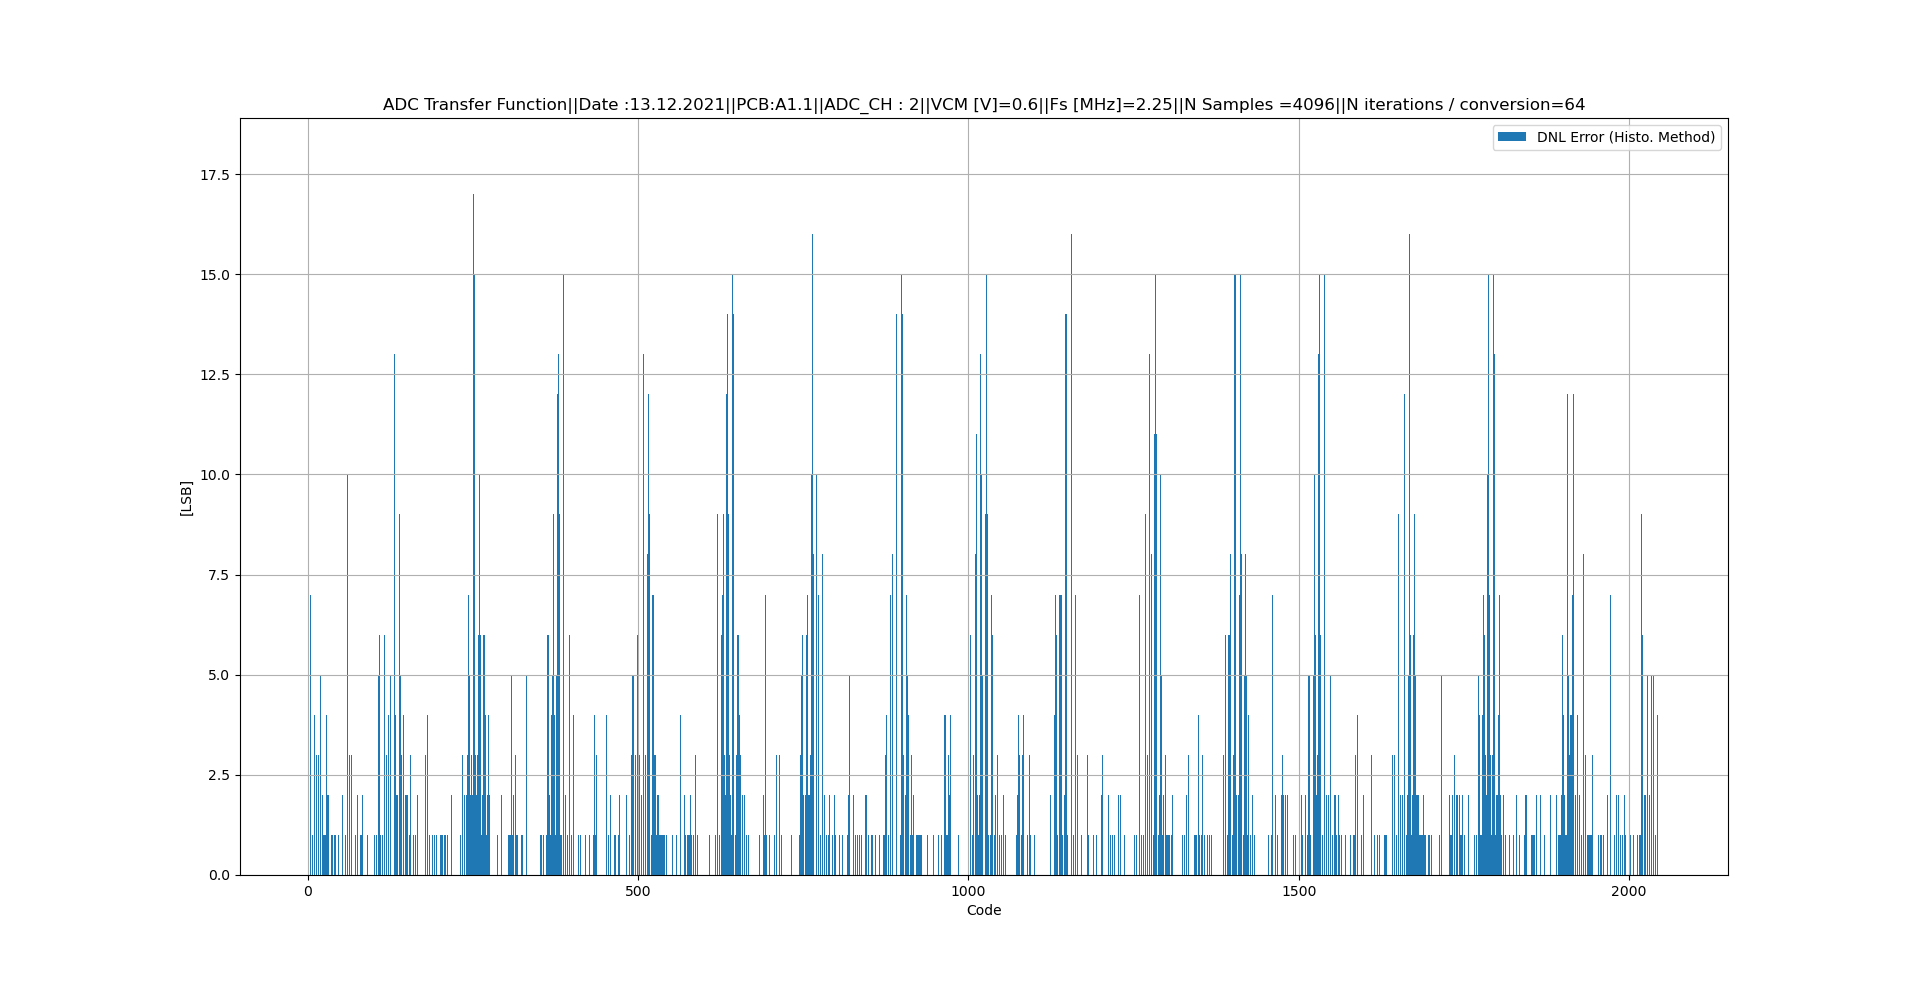 ADC Transfer Function||Date :13.12.2021||PCB:A1.1||ADC_CH : 2||VCM [V]=0.6||Fs [MHz]=2.25||N Samples =4096||N iterations / conversion=64
DNL Error (Histo. Method)
17.5
15.0
12.5
10.0
7.5
5.0
2.5
0.0
[LSB]
0 500 1000 1500 2000
Code